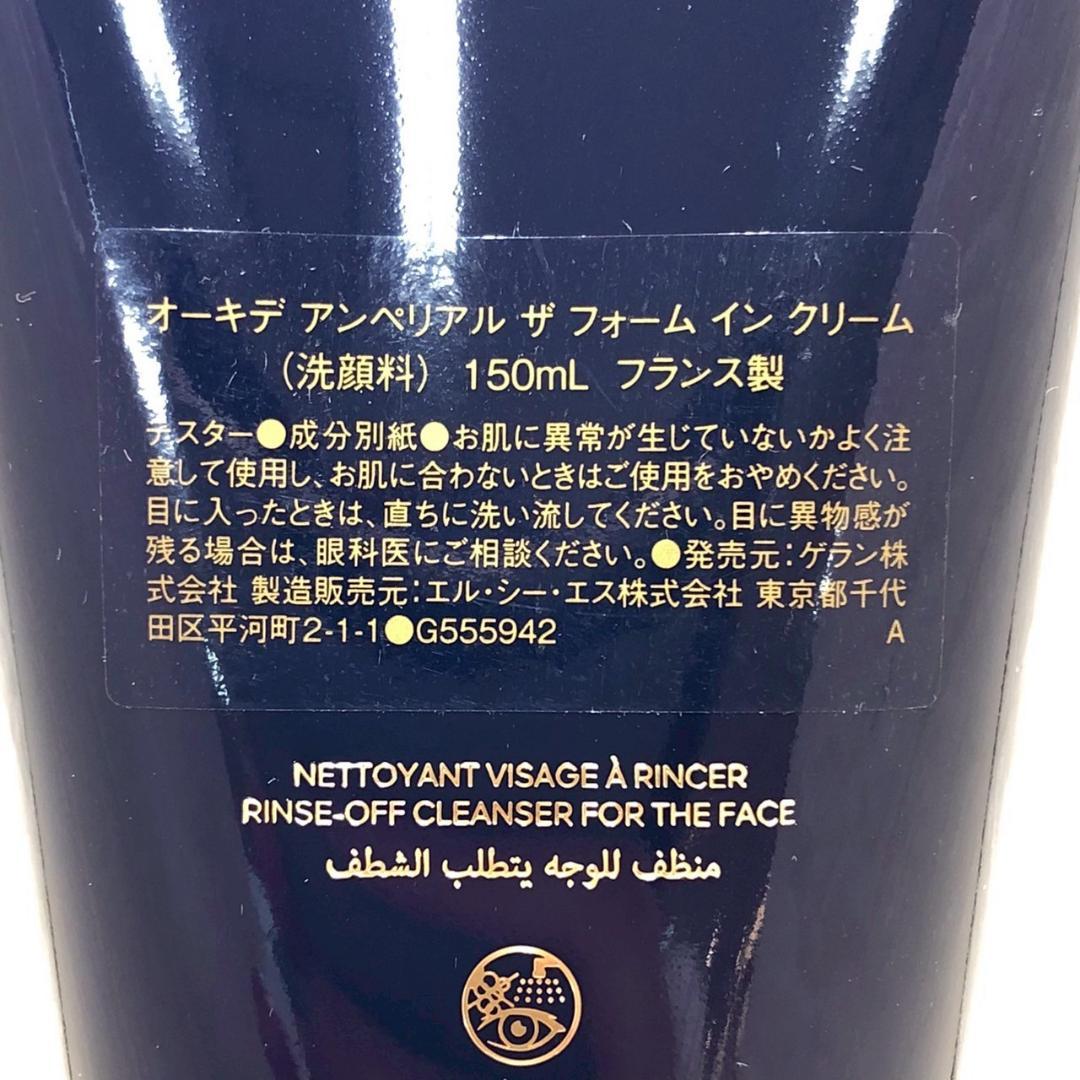 オーキデ アンペリアル ザ フォーム イン クリーム
（洗顔料） 150mL フランス製
テスター●成分別紙●お肌に異常が生じていないかよく注
意して使用し、お肌に合わないときはご使用をおやめください。
目に入ったときは、直ちに洗い流してください。目に異物感が
残る場合は、眼科医にご相談ください。●発売元：ゲラン株
式会社 製造販売元：エル・シー・エス株式会社 東京都千代
田区平河町2-1-1●G555942 A
NETTOYANT VISAGE À RINCER
RINSE-OFF CLEANSER FOR THE FACE
منظف للوجه يتطلب الشطف